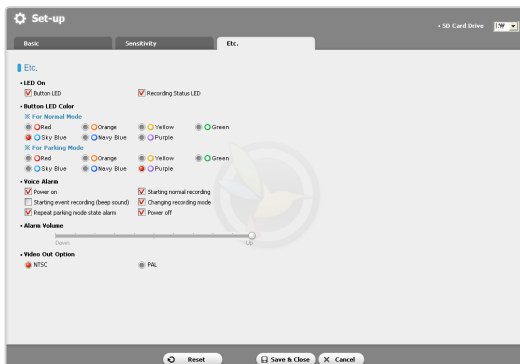 Set-up
• SD Card Drive I:₩
Basic Sensitivity Etc.
Etc.
• LED On
Button LED Recording Status LED
• Button LED Color
※ For Normal Mode
Red Orange Yellow Green
Sky Blue Navy Blue Purple
※ For Parking Mode
Red Orange Yellow Green
Sky Blue Navy Blue Purple
• Voice Alarm
Power on Starting normal recording
Starting event recording (beep sound) Changing recording mode
Repeat parking mode state alarm Power off
• Alarm Volume
Down Up
• Video Out Option
NTSC PAL
Reset Save & Close X Cancel